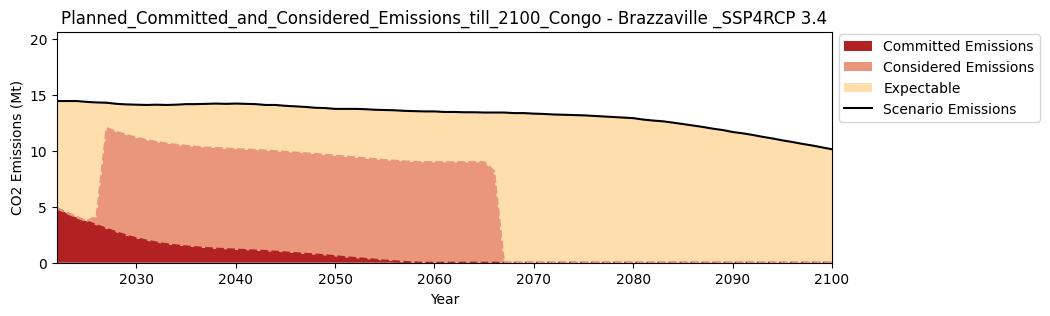 Planned_Committed_and_Considered_Emissions_till_2100_Congo - Brazzaville _SSP4RCP 3.4
20
15
10
5
0
CO2 Emissions (Mt)
2030 2040 2050 2060 2070 2080 2090 2100
Year
Committed Emissions
Considered Emissions
Expectable
Scenario Emissions